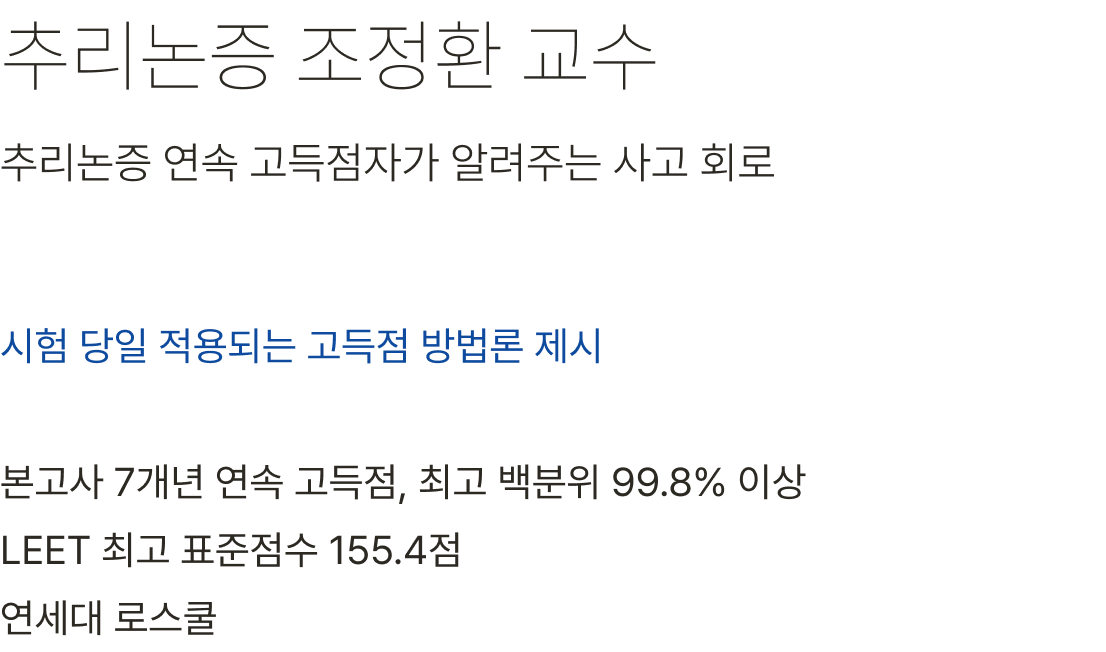 추리논증 조정환 교수
추리논증 연속 고득점자가 알려주는 사고 회로
시험 당일 적용되는 고득점 방법론 제시
본고사 7개년 연속 고득점, 최고 백분위 99.8% 이상
LEET 최고 표준점수 155.4점
연세대 로스쿨